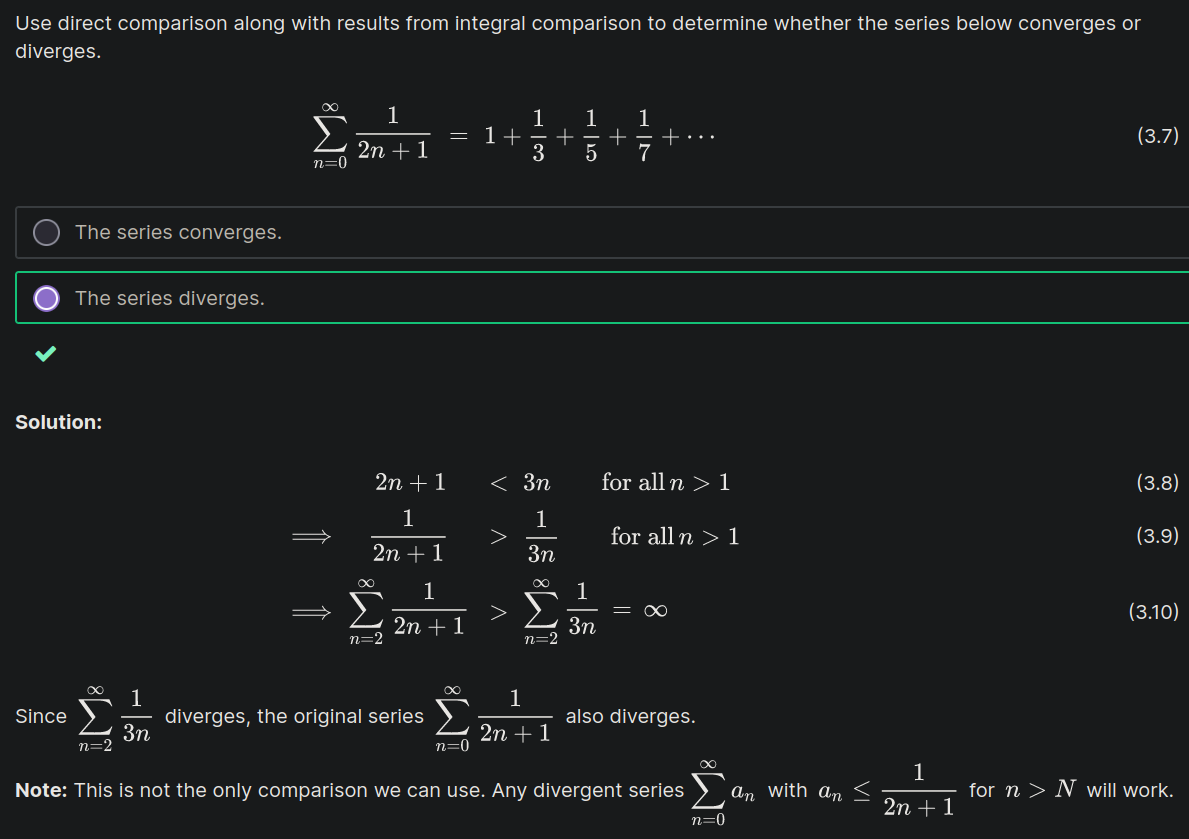 Use direct comparison along with results from integral comparison to determine whether the series below converges or
diverges.
$\sum_{n=0}^{\infty} \frac{1}{2n+1} = 1 + \frac{1}{3} + \frac{1}{5} + \frac{1}{7} + \cdots$ (3.7)
The series converges.
The series diverges.
Solution:
$2n + 1 < 3n \quad \text{for all } n > 1$ (3.8)
$\Longrightarrow \frac{1}{2n+1} > \frac{1}{3n} \quad \text{for all } n > 1$ (3.9)
$\Longrightarrow \sum_{n=2}^{\infty} \frac{1}{2n+1} > \sum_{n=2}^{\infty} \frac{1}{3n} = \infty$ (3.10)
Since $\sum_{n=2}^{\infty} \frac{1}{3n}$ diverges, the original series $\sum_{n=0}^{\infty} \frac{1}{2n+1}$ also diverges.
Note: This is not the only comparison we can use. Any divergent series $\sum_{n=0}^{\infty} a_n$ with $a_n \leq \frac{1}{2n+1}$ for $n > N$ will work.